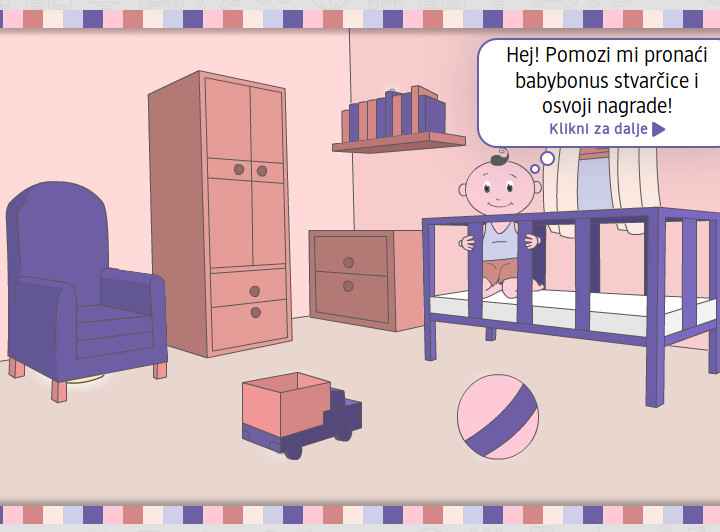 Hej! Pomozi mi pronaći
babybonus stvarčice i
osvoji nagrade!
Klikni za dalje